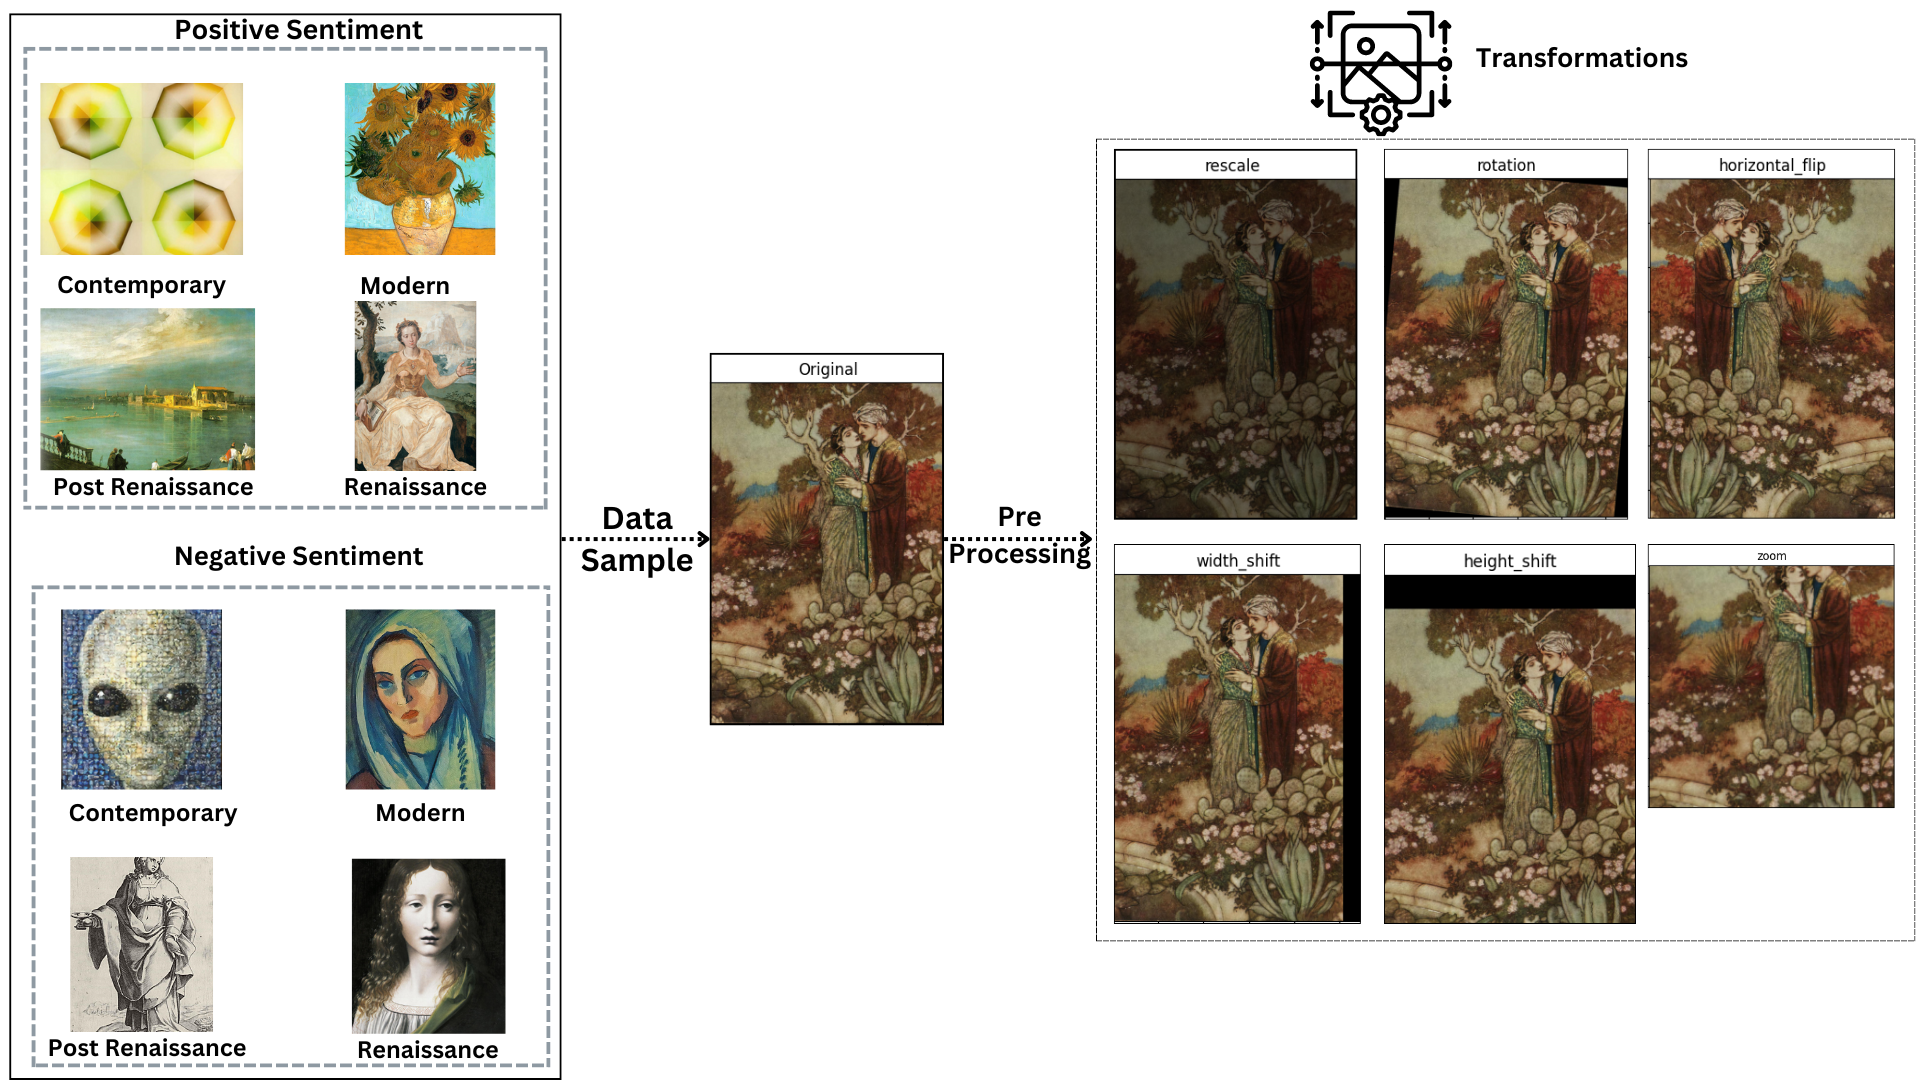 Positive Sentiment
Contemporary
Modern
Post Renaissance
Renaissance
Negative Sentiment
Contemporary
Modern
Post Renaissance
Renaissance
Data
Sample
Original
Pre
Processing
Transformations
rescale
rotation
horizontal_flip
width_shift
height_shift
zoom